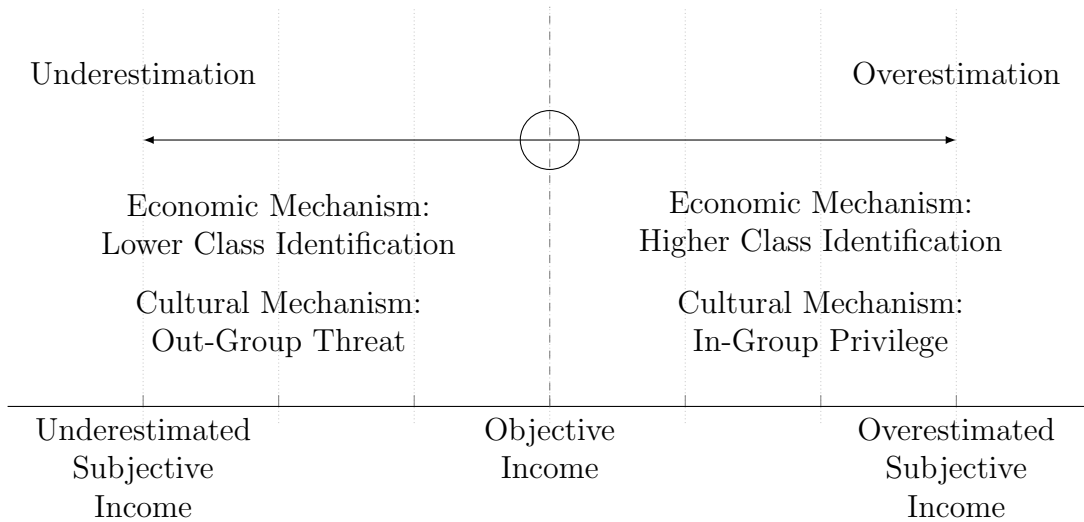 Underestimation
Overestimation
Economic Mechanism:
Lower Class Identification
Economic Mechanism:
Higher Class Identification
Cultural Mechanism:
Out-Group Threat
Cultural Mechanism:
In-Group Privilege
Underestimated
Subjective
Income
Objective
Income
Overestimated
Subjective
Income